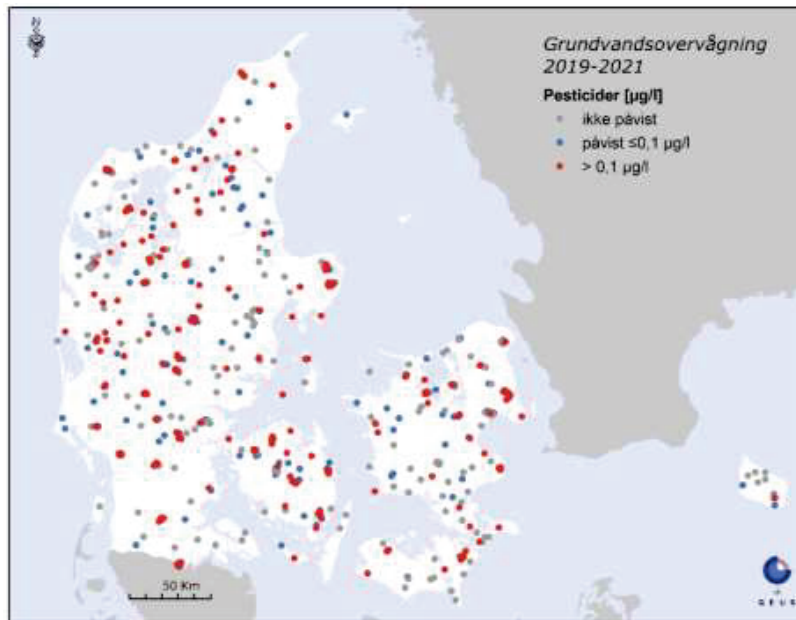 Grundvandsovervågning
2019-2021
Pesticider [µg/l]
ikke påvist
påvist ≤0,1 µg/l
> 0,1 µg/l
50 Km
G E U S